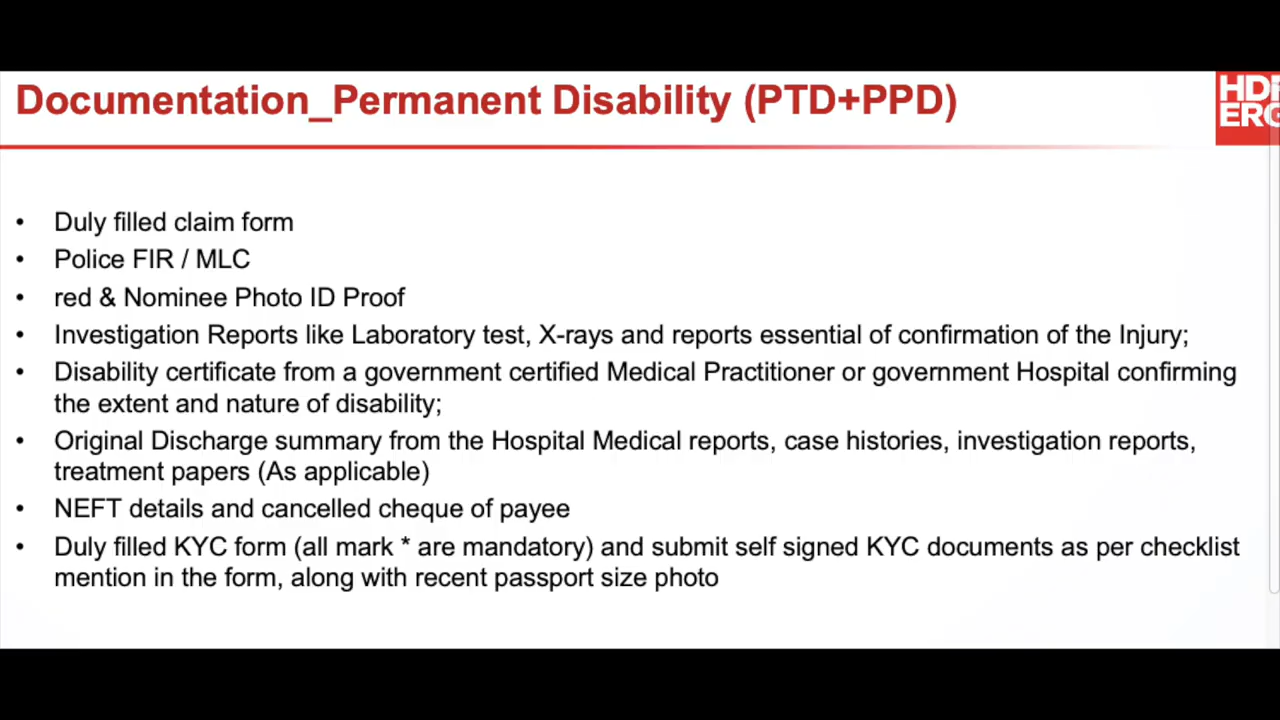 Documentation_Permanent Disability (PTD+PPD)
HDF
ERG
• Duly filled claim form
• Police FIR / MLC
• red & Nominee Photo ID Proof
• Investigation Reports like Laboratory test, X-rays and reports essential of confirmation of the Injury;
• Disability certificate from a government certified Medical Practitioner or government Hospital confirming
the extent and nature of disability;
• Original Discharge summary from the Hospital Medical reports, case histories, investigation reports,
treatment papers (As applicable)
• NEFT details and cancelled cheque of payee
• Duly filled KYC form (all mark * are mandatory) and submit self signed KYC documents as per checklist
mention in the form, along with recent passport size photo